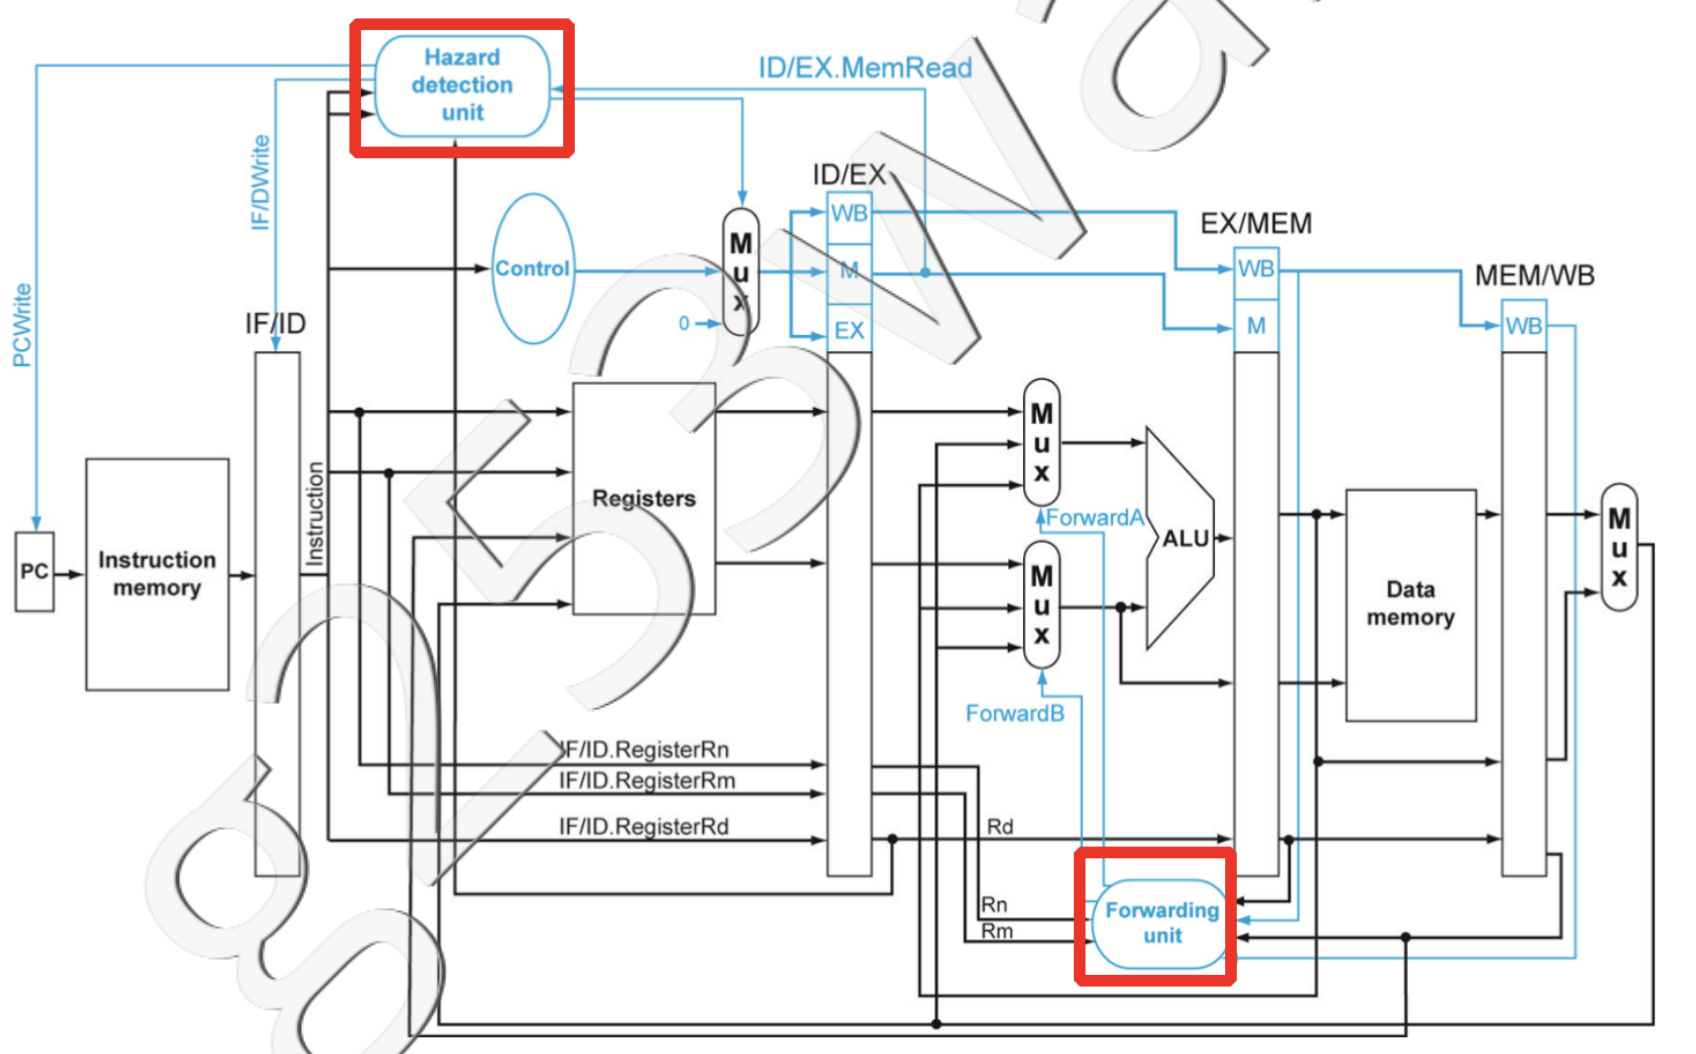 Hazard
detection
unit
ID/EX.MemRead
IF/DWrite
PCWrite
ID/EX
WB
M
EX
Control
M
u
x
0
EX/MEM
WB
M
MEM/WB
WB
IF/ID
Instruction
PC
Instruction
memory
Registers
M
u
x
ForwardA
M
u
x
ForwardB
ALU
Data
memory
M
u
x
IF/ID.RegisterRn
IF/ID.RegisterRm
IF/ID.RegisterRd
Rd
Rn
Rm
Forwarding
unit